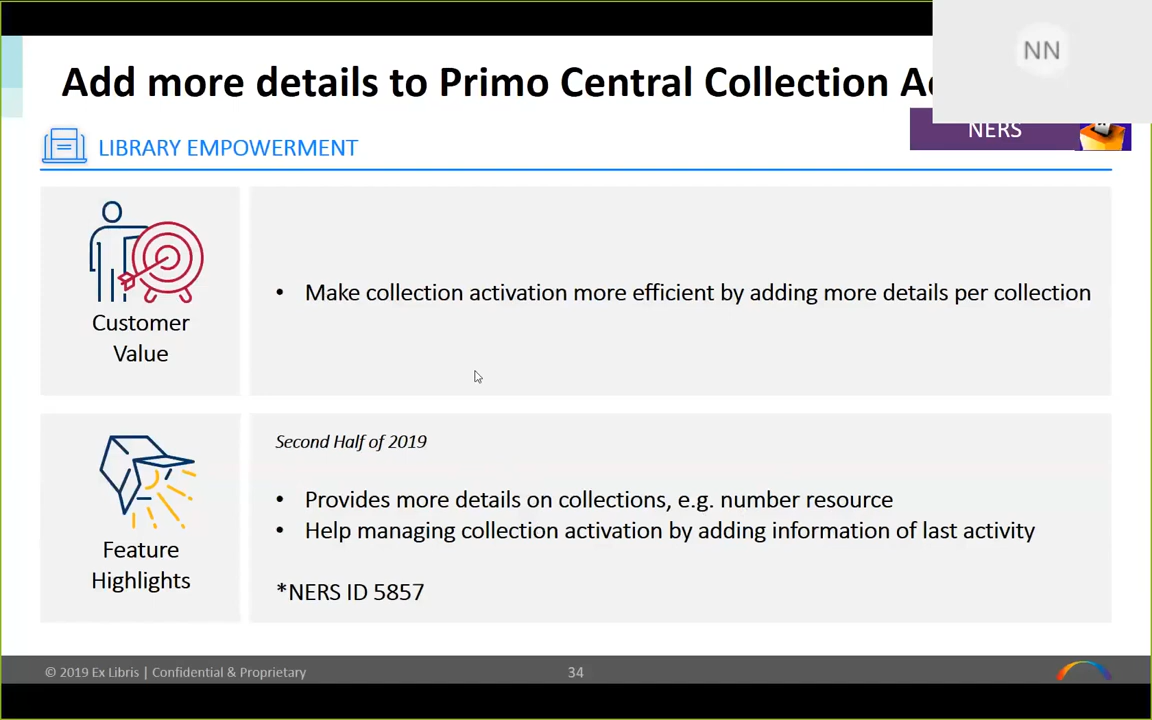 Add more details to Primo Central Collection
NN
NERS
LIBRARY EMPOWERMENT
• Make collection activation more efficient by adding more details per collection
Customer
Value
Second Half of 2019
• Provides more details on collections, e.g. number resource
• Help managing collection activation by adding information of last activity
*NERS ID 5857
Feature
Highlights
© 2019 Ex Libris | Confidential & Proprietary
34